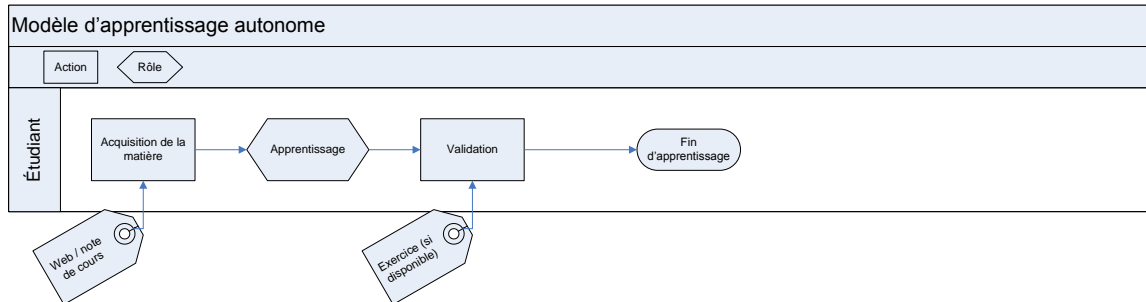 Modèle d'apprentissage autonome
Action
Rôle
Étudiant
Acquisition de la
matière
Apprentissage
Validation
Fin
d'apprentissage
Web / note
de cours
Exercice (si
disponible)